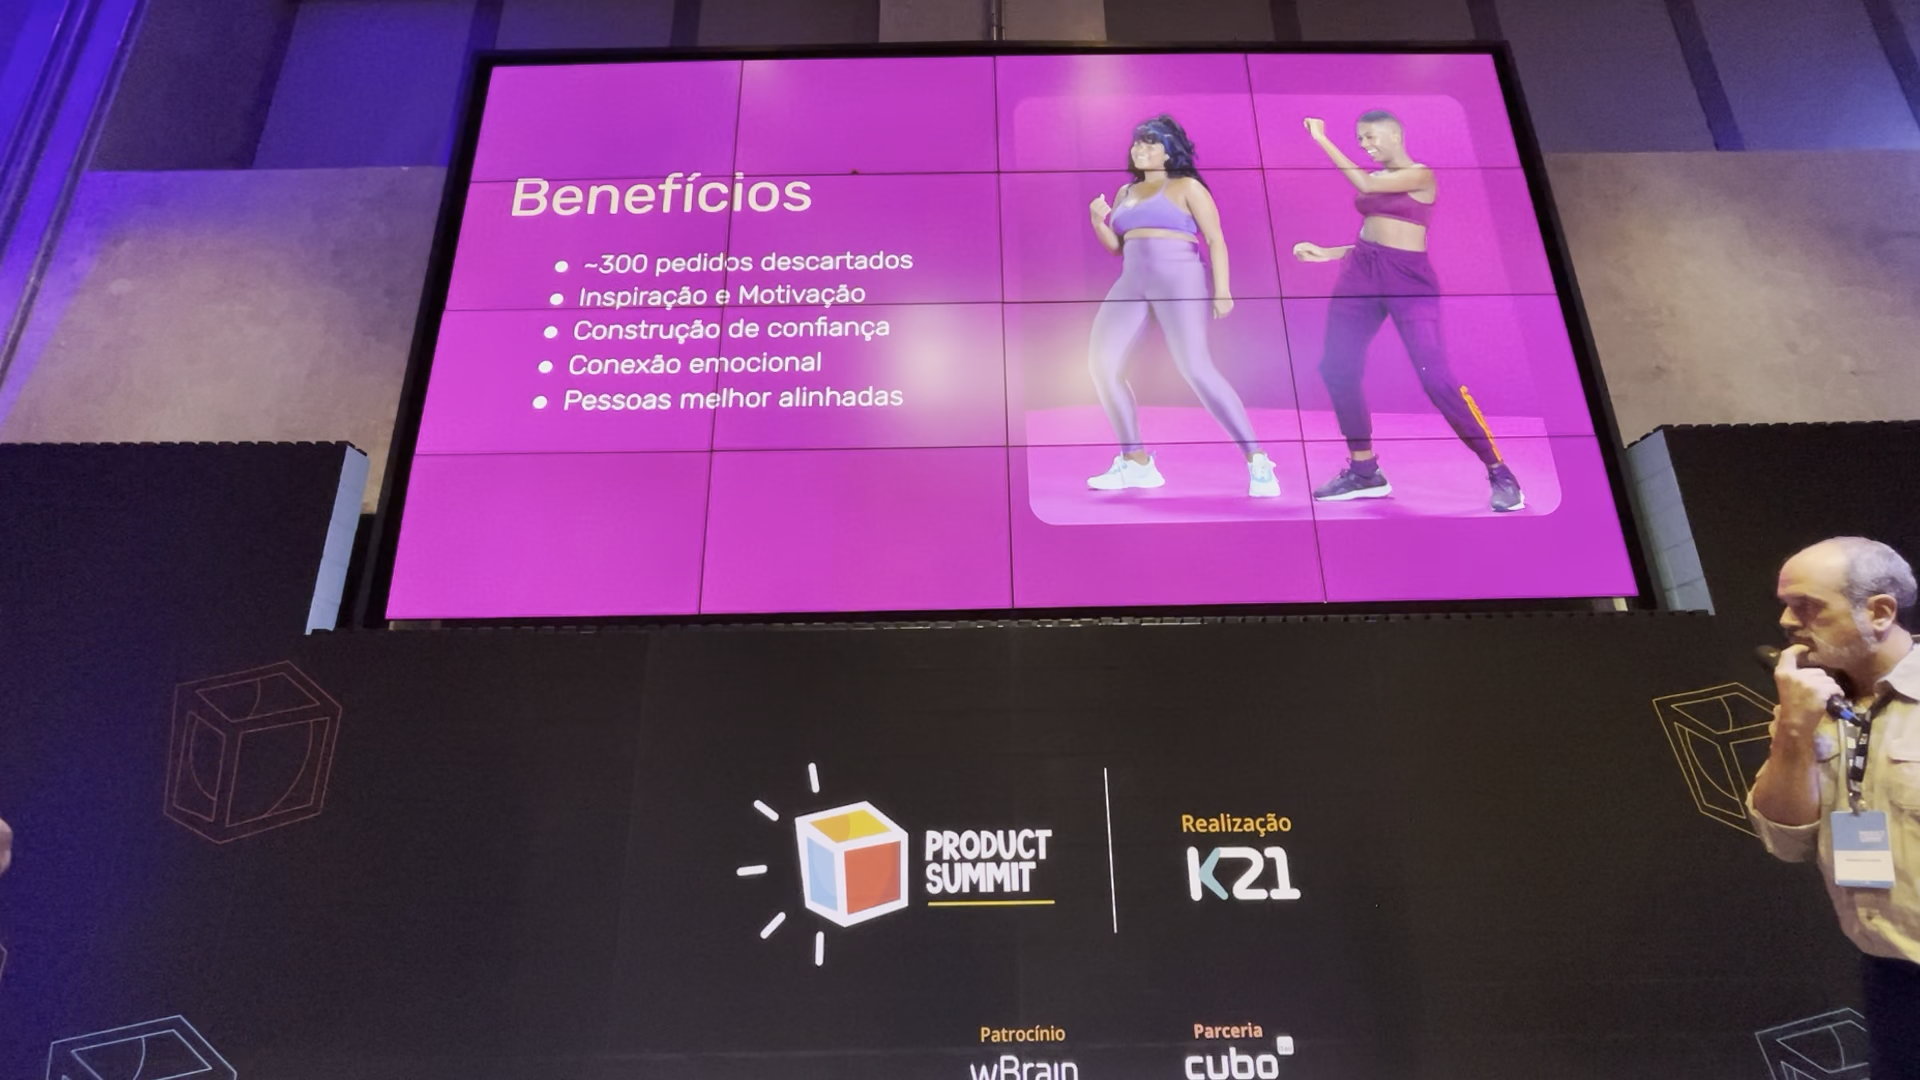 Benefícios
~300 pedidos descartados
Inspiração e Motivação
Construção de confiança
Conexão emocional
Pessoas melhor alinhadas
PRODUCT
SUMMIT
Realização
K21
Patrocínio
wBrain
Parceria
cubo